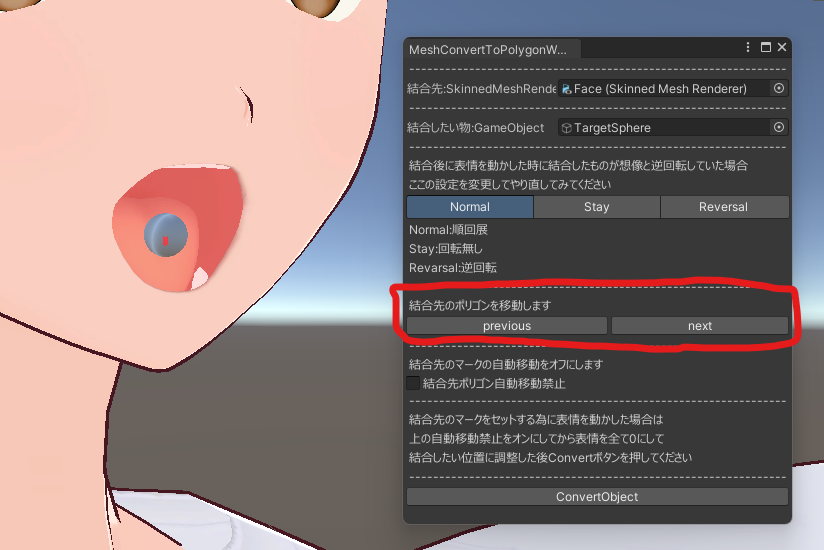 MeshConvertToPolygonW...
結合先:SkinnedMeshRende
Face (Skinned Mesh Renderer)
結合したい物:GameObject
TargetSphere
結合後に表情を動かした時に結合したものが想像と逆回転していた場合
ここの設定を変更してやり直してみてください
Normal
Stay
Reversal
Normal:順回展
Stay:回転無し
Revarsal:逆回転
結合先のポリゴンを移動します
previous
next
結合先のマークの自動移動をオフにします
結合先ポリゴン自動移動禁止
結合先のマークをセットする為に表情を動かした場合は
上の自動移動禁止をオンにしてから表情を全て0にして
結合したい位置に調整した後Convertボタンを押してください
ConvertObject